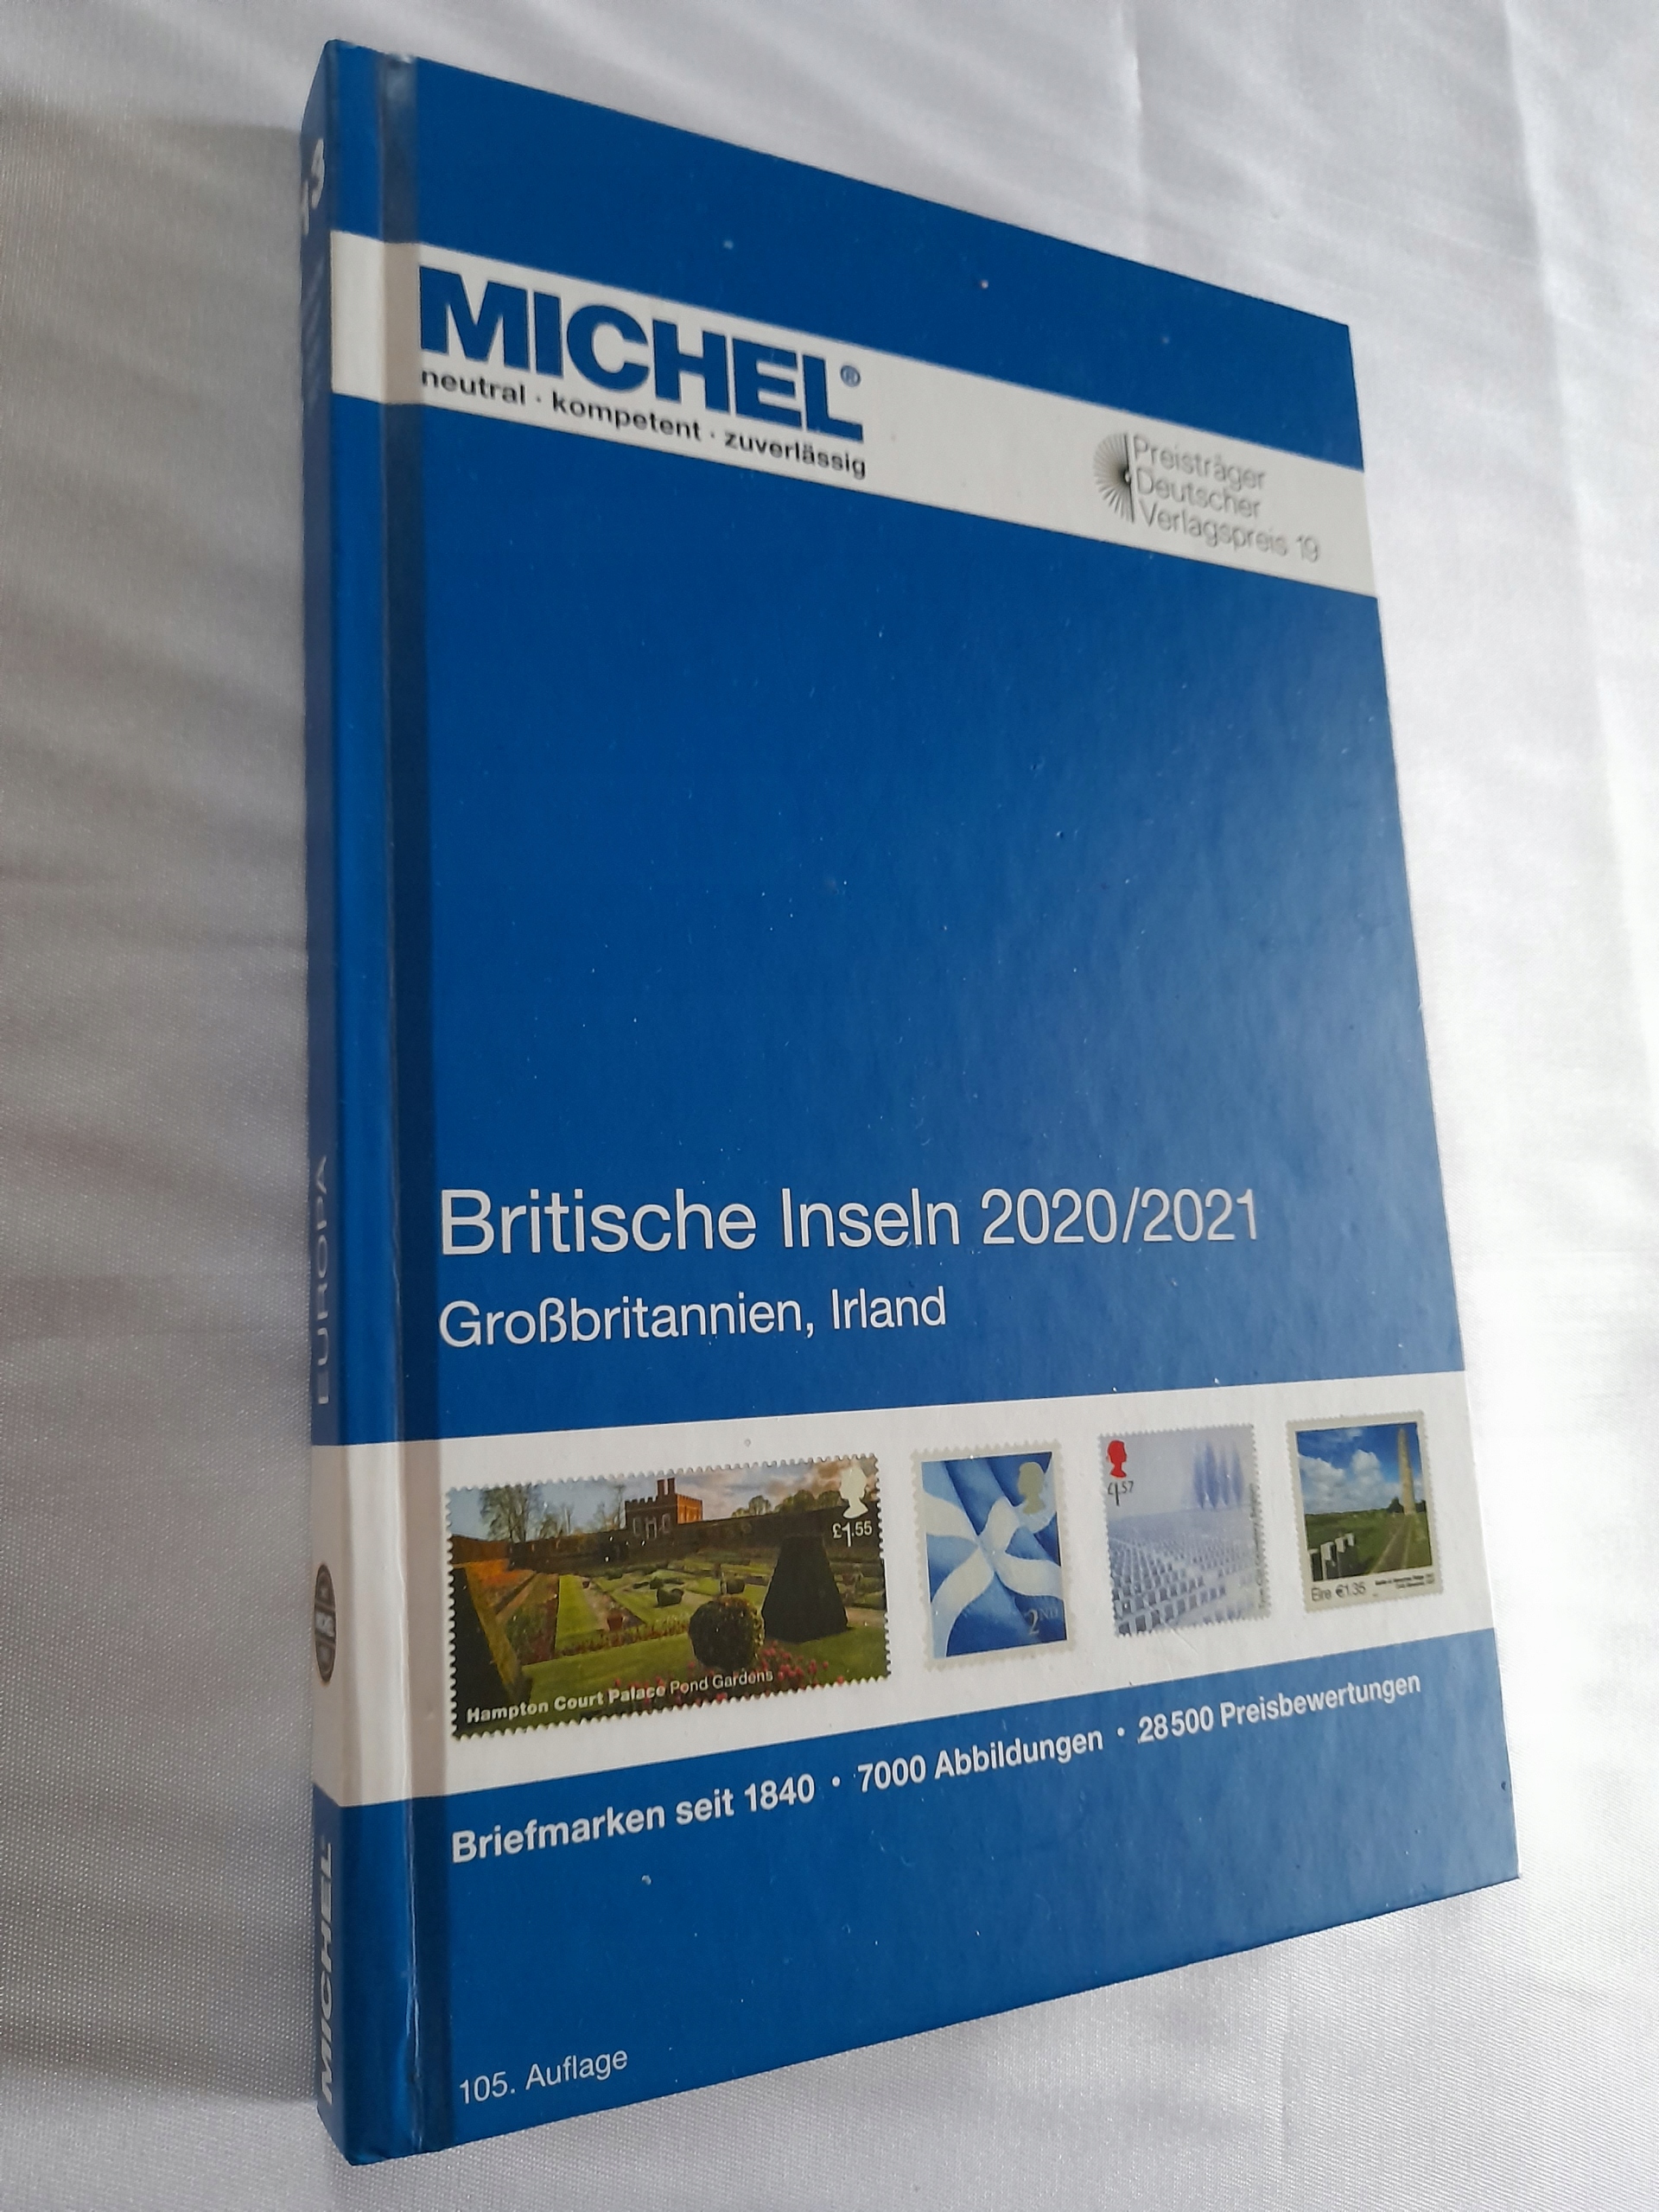 MICHEL®
neutral · kompetent · zuverlässig
Preisträger
Deutscher
Verlagspreis 19
Britische Inseln 2020/2021
Großbritannien, Irland
£1.55
Hampton Court Palace Pond Gardens
2ND
£1.57
Éire €1.35
Briefmarken seit 1840 • 7000 Abbildungen • 28500 Preisbewertungen
105. Auflage
EUROPA
MICHEL